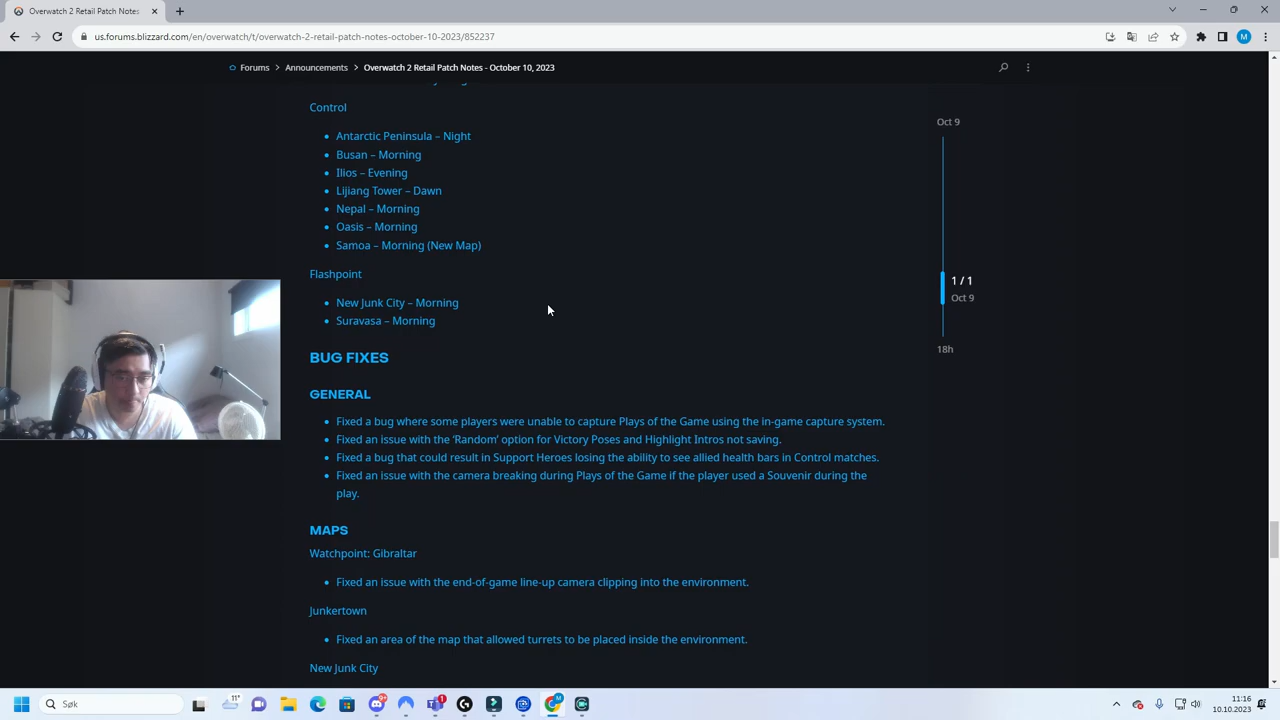 Overwatch 2 Retail Patch Notes
us.forums.blizzard.com/en/overwatch/t/overwatch-2-retail-patch-notes-october-10-2023/852237
M
Forums > Announcements > Overwatch 2 Retail Patch Notes - October 10, 2023
Control
Antarctic Peninsula – Night
Busan – Morning
Ilios – Evening
Lijiang Tower – Dawn
Nepal – Morning
Oasis – Morning
Samoa – Morning (New Map)
Flashpoint
New Junk City – Morning
Suravasa – Morning
BUG FIXES
GENERAL
Fixed a bug where some players were unable to capture Plays of the Game using the in-game capture system.
Fixed an issue with the ‘Random’ option for Victory Poses and Highlight Intros not saving.
Fixed a bug that could result in Support Heroes losing the ability to see allied health bars in Control matches.
Fixed an issue with the camera breaking during Plays of the Game if the player used a Souvenir during the
play.
MAPS
Watchpoint: Gibraltar
Fixed an issue with the end-of-game line-up camera clipping into the environment.
Junkertown
Fixed an area of the map that allowed turrets to be placed inside the environment.
New Junk City
Oct 9
1 / 1
Oct 9
18h
Søk
11°
9+
1
M
11:16
10.10.2023